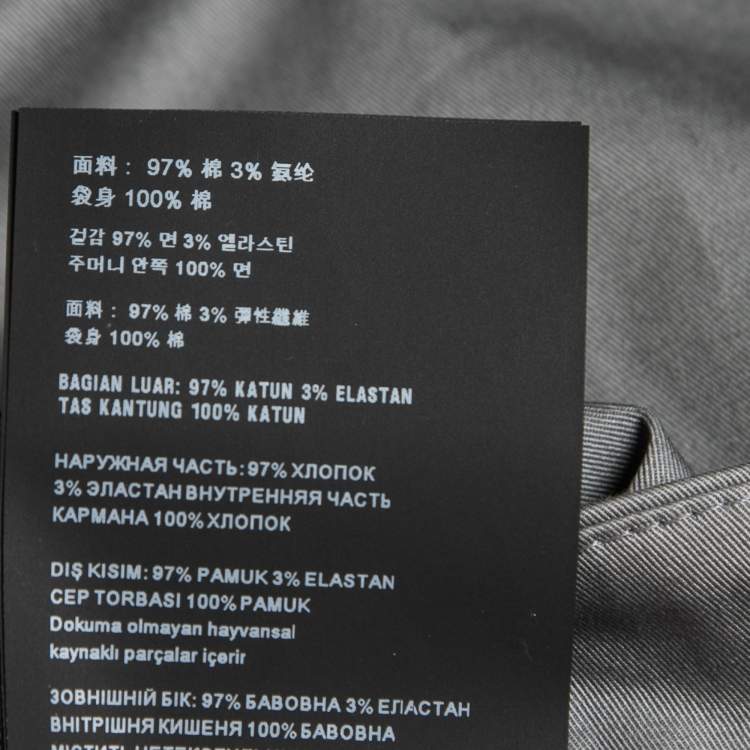 面料： 97% 棉 3% 氨纶
袋身 100% 棉
겉감 97% 면 3% 엘라스틴
주머니 안쪽 100% 면
面料： 97% 棉 3% 彈性纖維
袋身 100% 棉
BAGIAN LUAR: 97% KATUN 3% ELASTAN
TAS KANTUNG 100% KATUN
НАРУЖНАЯ ЧАСТЬ: 97% ХЛОПОК
3% ЭЛАСТАН ВНУТРЕННЯЯ ЧАСТЬ
КАРМАНА 100% ХЛОПОК
DIŞ KISIM: 97% PAMUK 3% ELASTAN
CEP TORBASI 100% PAMUK
Dokuma olmayan hayvansal
kaynaklı parçalar içerir
ЗОВНІШНІЙ БІК: 97% БАВОВНА 3% ЕЛАСТАН
ВНІТРІШНЯ КИШЕНЯ 100% БАВОВНА